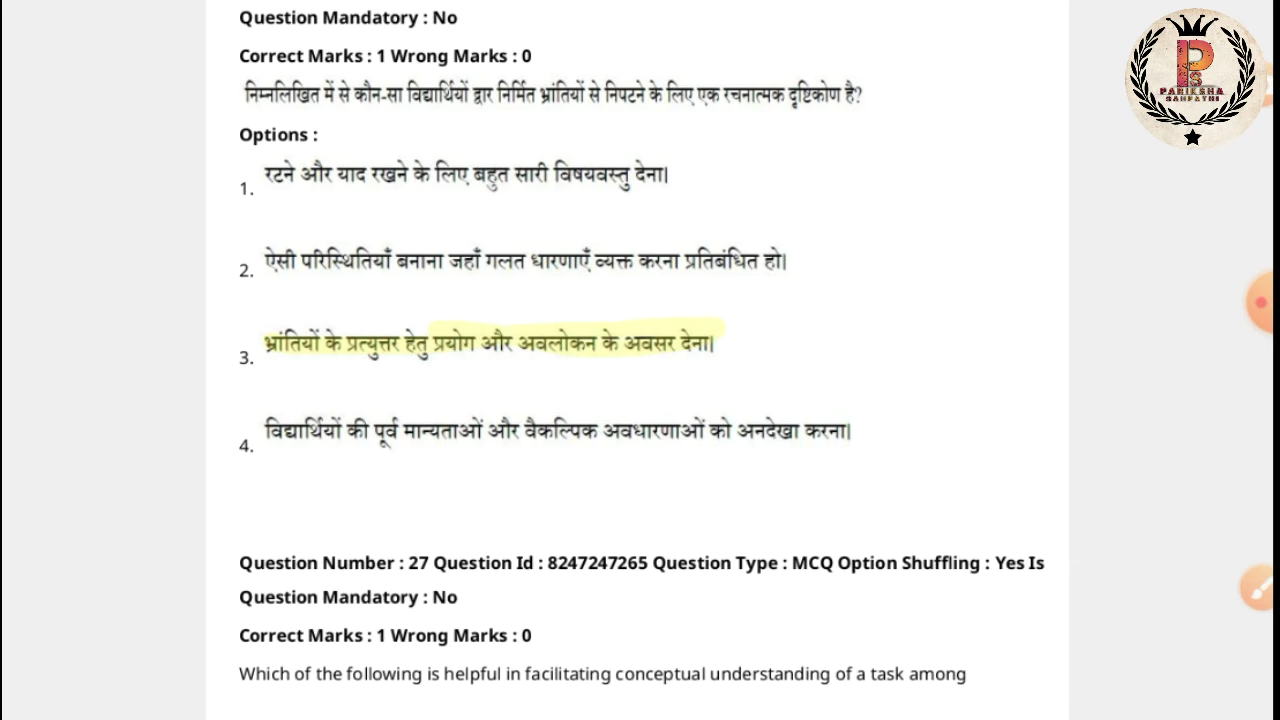 Question Mandatory : No
Correct Marks : 1 Wrong Marks : 0
निम्नलिखित में से कौन-सा विद्यार्थियों द्वार निर्मित भ्रांतियों से निपटने के लिए एक रचनात्मक दृष्टिकोण है?
Options :
1. रटने और याद रखने के लिए बहुत सारी विषयवस्तु देना।
2. ऐसी परिस्थितियाँ बनाना जहाँ गलत धारणाएँ व्यक्त करना प्रतिबंधित हो।
3. भ्रांतियों के प्रत्युत्तर हेतु प्रयोग और अवलोकन के अवसर देना।
4. विद्यार्थियों की पूर्व मान्यताओं और वैकल्पिक अवधारणाओं को अनदेखा करना।
Question Number : 27 Question Id : 8247247265 Question Type : MCQ Option Shuffling : Yes Is
Question Mandatory : No
Correct Marks : 1 Wrong Marks : 0
Which of the following is helpful in facilitating conceptual understanding of a task among
PS
PARIKSHA
SANPATHI